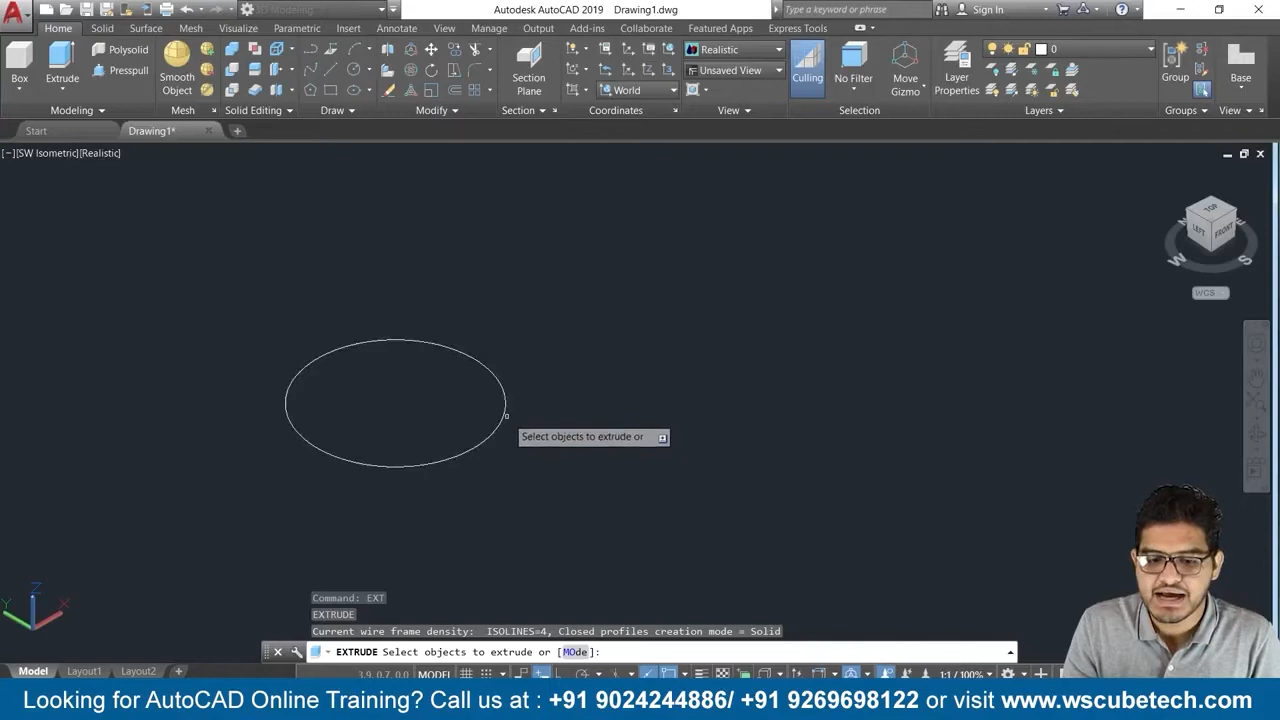 Autodesk AutoCAD 2019 Drawing1.dwg
Type a keyword or phrase
Sign In
Home Solid Surface Mesh Visualize Parametric Insert Annotate View Manage Output Add-ins Collaborate Featured Apps Express Tools
Polysolid
Presspull
Box Extrude
Smooth
Object
Section
Plane
World
Realistic
Unsaved View
Culling No Filter Move
Gizmo
Layer
Properties
0
Group Base
Modeling Mesh Solid Editing Draw Modify Section Coordinates View Selection Layers Groups View
Start Drawing1*
[−][SW Isometric][Realistic]
TOP
LEFT FRONT
W S
WCS
Select objects to extrude or
Z
Y X
Command: EXT
EXTRUDE
Current wire frame density: ISOLINES=4, Closed profiles creation mode = Solid
EXTRUDE Select objects to extrude or [MOde]:
Model Layout1 Layout2 +
MODEL
1:1 / 100%
Looking for AutoCAD Online Training? Call us at : +91 9024244886/ +91 9269698122 or visit www.wscubetech.com